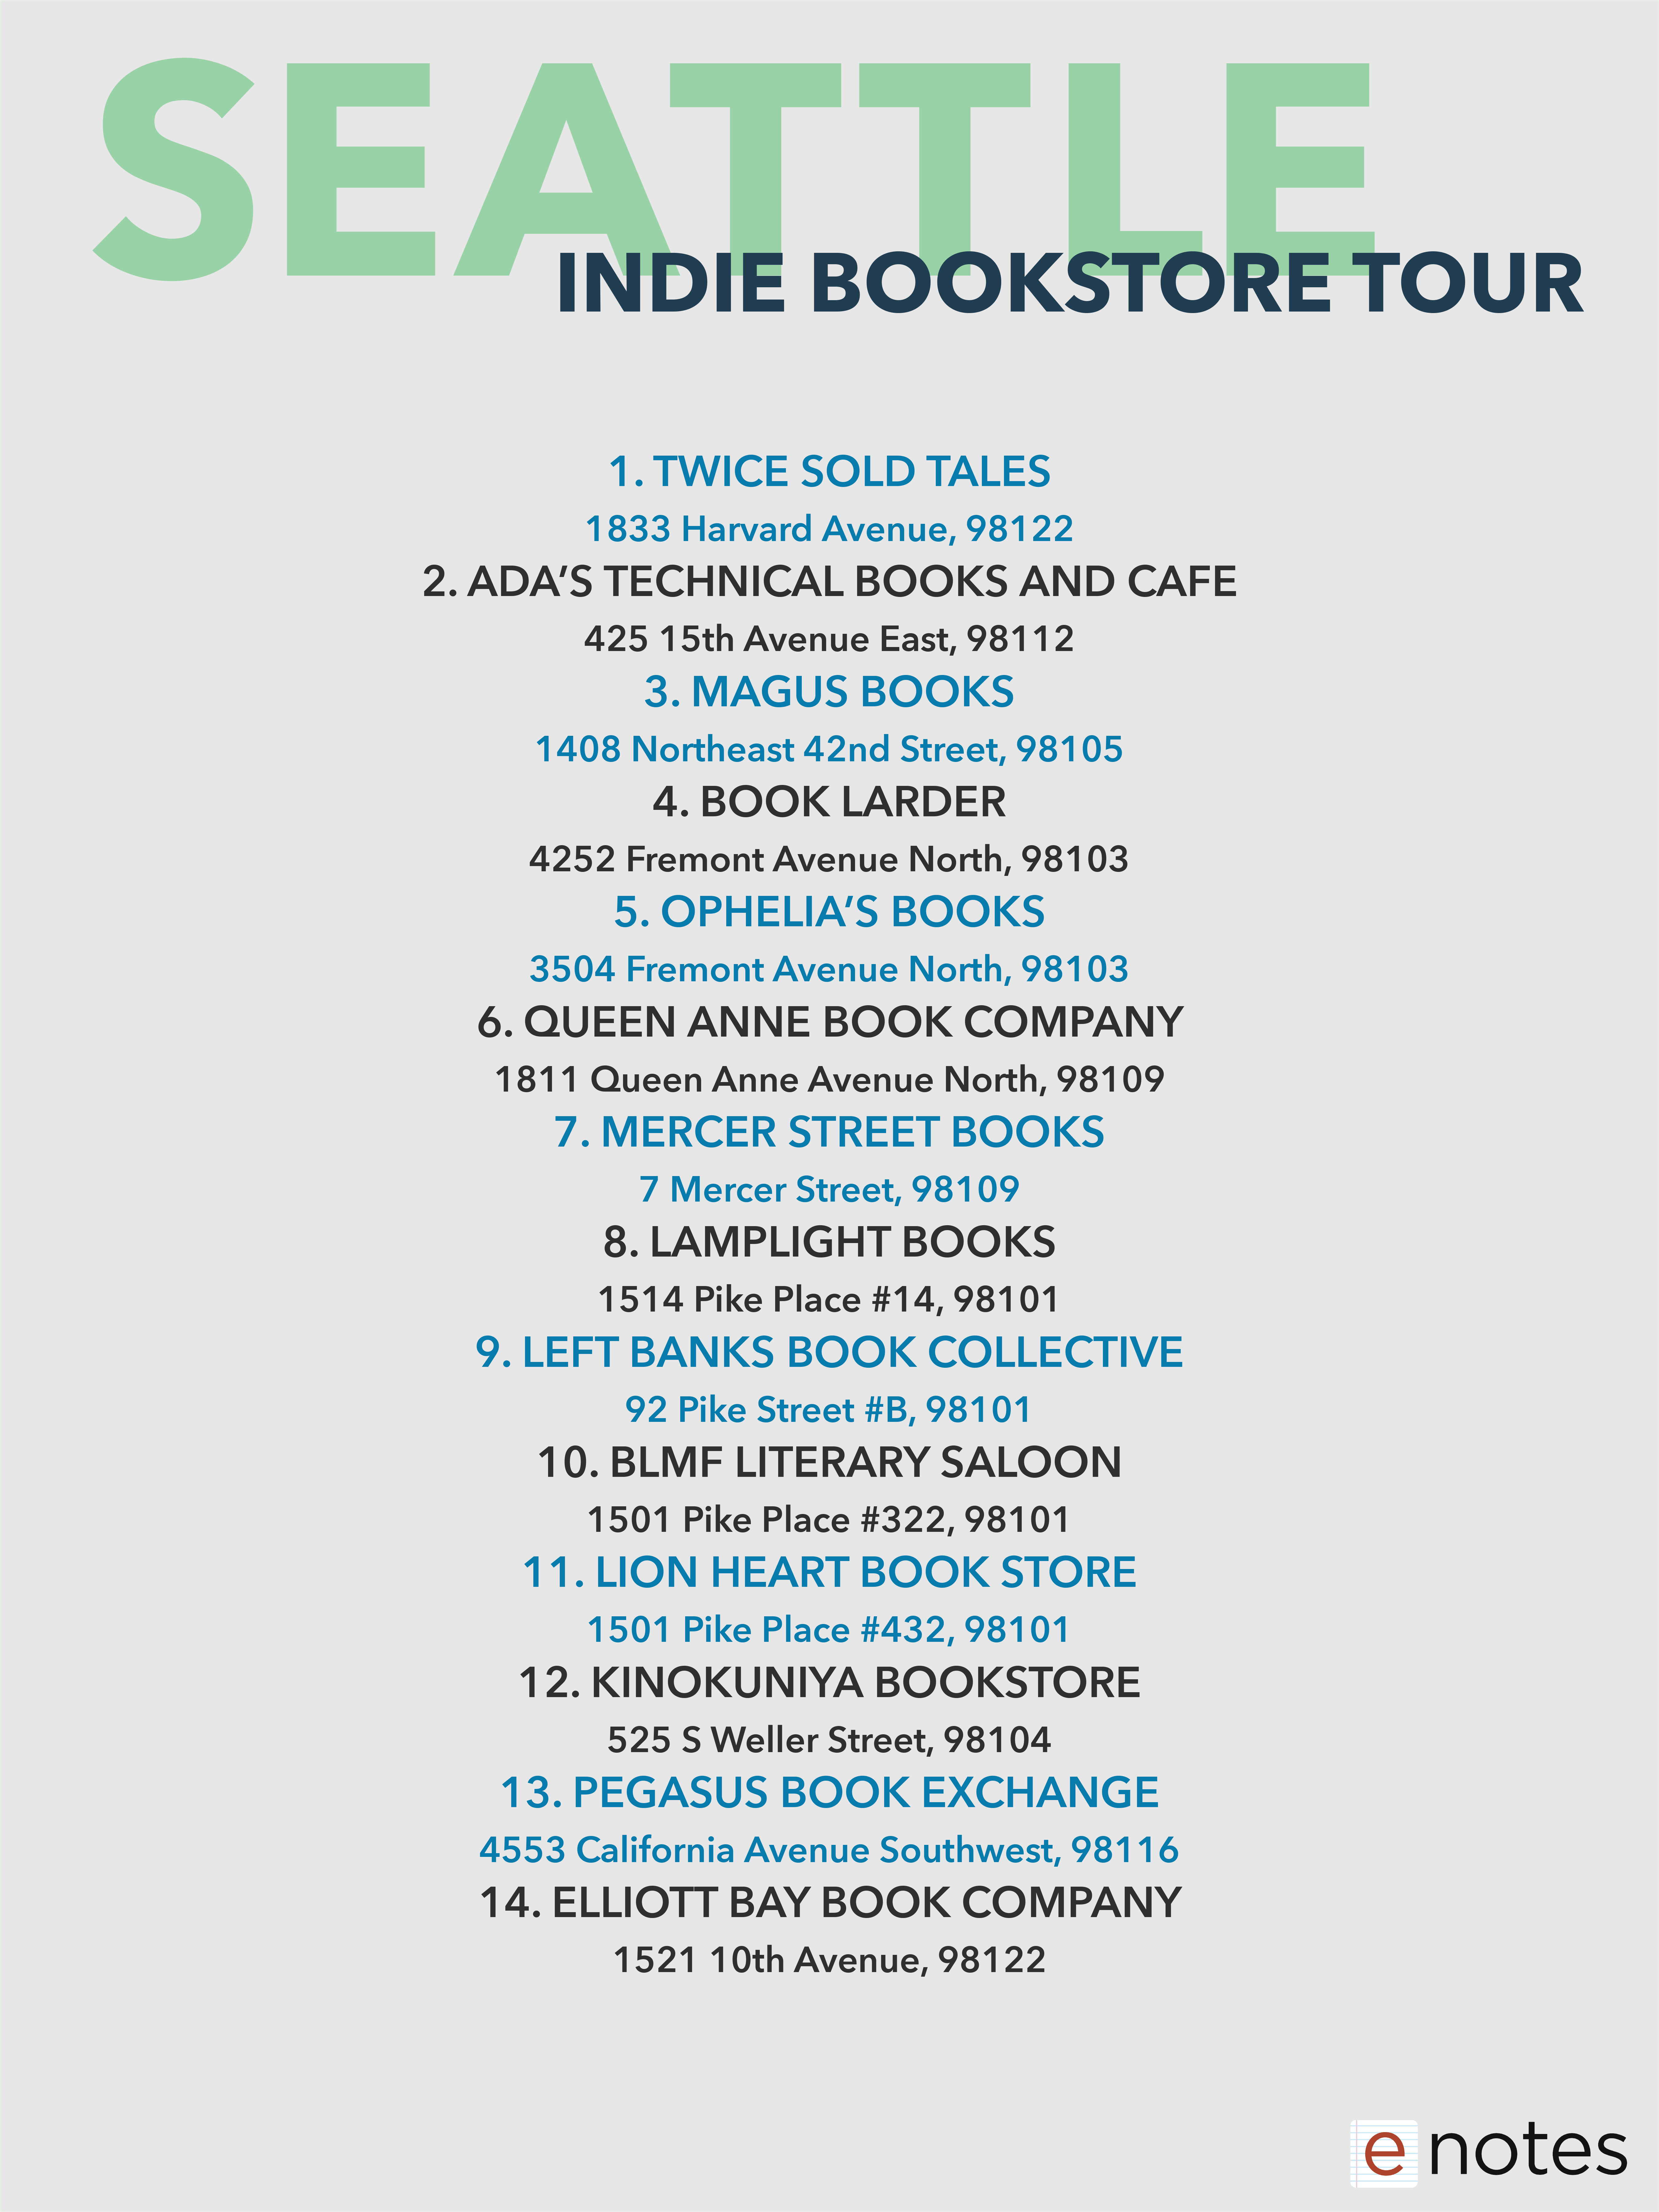 SEATTLE
INDIE BOOKSTORE TOUR
1. TWICE SOLD TALES
1833 Harvard Avenue, 98122
2. ADA’S TECHNICAL BOOKS AND CAFE
425 15th Avenue East, 98112
3. MAGUS BOOKS
1408 Northeast 42nd Street, 98105
4. BOOK LARDER
4252 Fremont Avenue North, 98103
5. OPHELIA’S BOOKS
3504 Fremont Avenue North, 98103
6. QUEEN ANNE BOOK COMPANY
1811 Queen Anne Avenue North, 98109
7. MERCER STREET BOOKS
7 Mercer Street, 98109
8. LAMPLIGHT BOOKS
1514 Pike Place #14, 98101
9. LEFT BANKS BOOK COLLECTIVE
92 Pike Street #B, 98101
10. BLMF LITERARY SALOON
1501 Pike Place #322, 98101
11. LION HEART BOOK STORE
1501 Pike Place #432, 98101
12. KINOKUNIYA BOOKSTORE
525 S Weller Street, 98104
13. PEGASUS BOOK EXCHANGE
4553 California Avenue Southwest, 98116
14. ELLIOTT BAY BOOK COMPANY
1521 10th Avenue, 98122
e notes